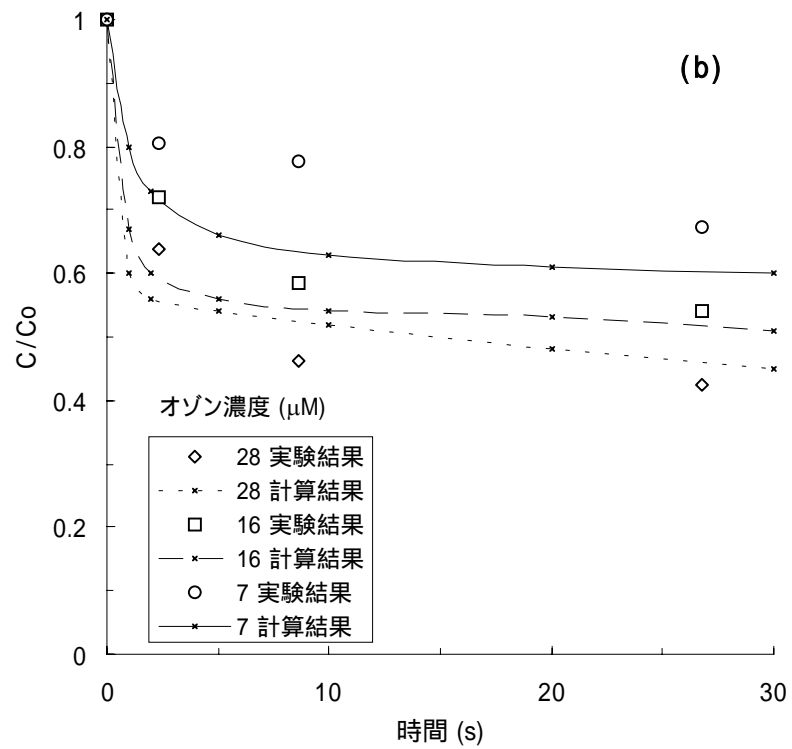 1
(b)
0.8
0.6
C/Co
0.4
オゾン濃度 (μM)
28 実験結果
28 計算結果
0.2
16 実験結果
16 計算結果
7 実験結果
7 計算結果
0
0 10 20 30
時間 (s)